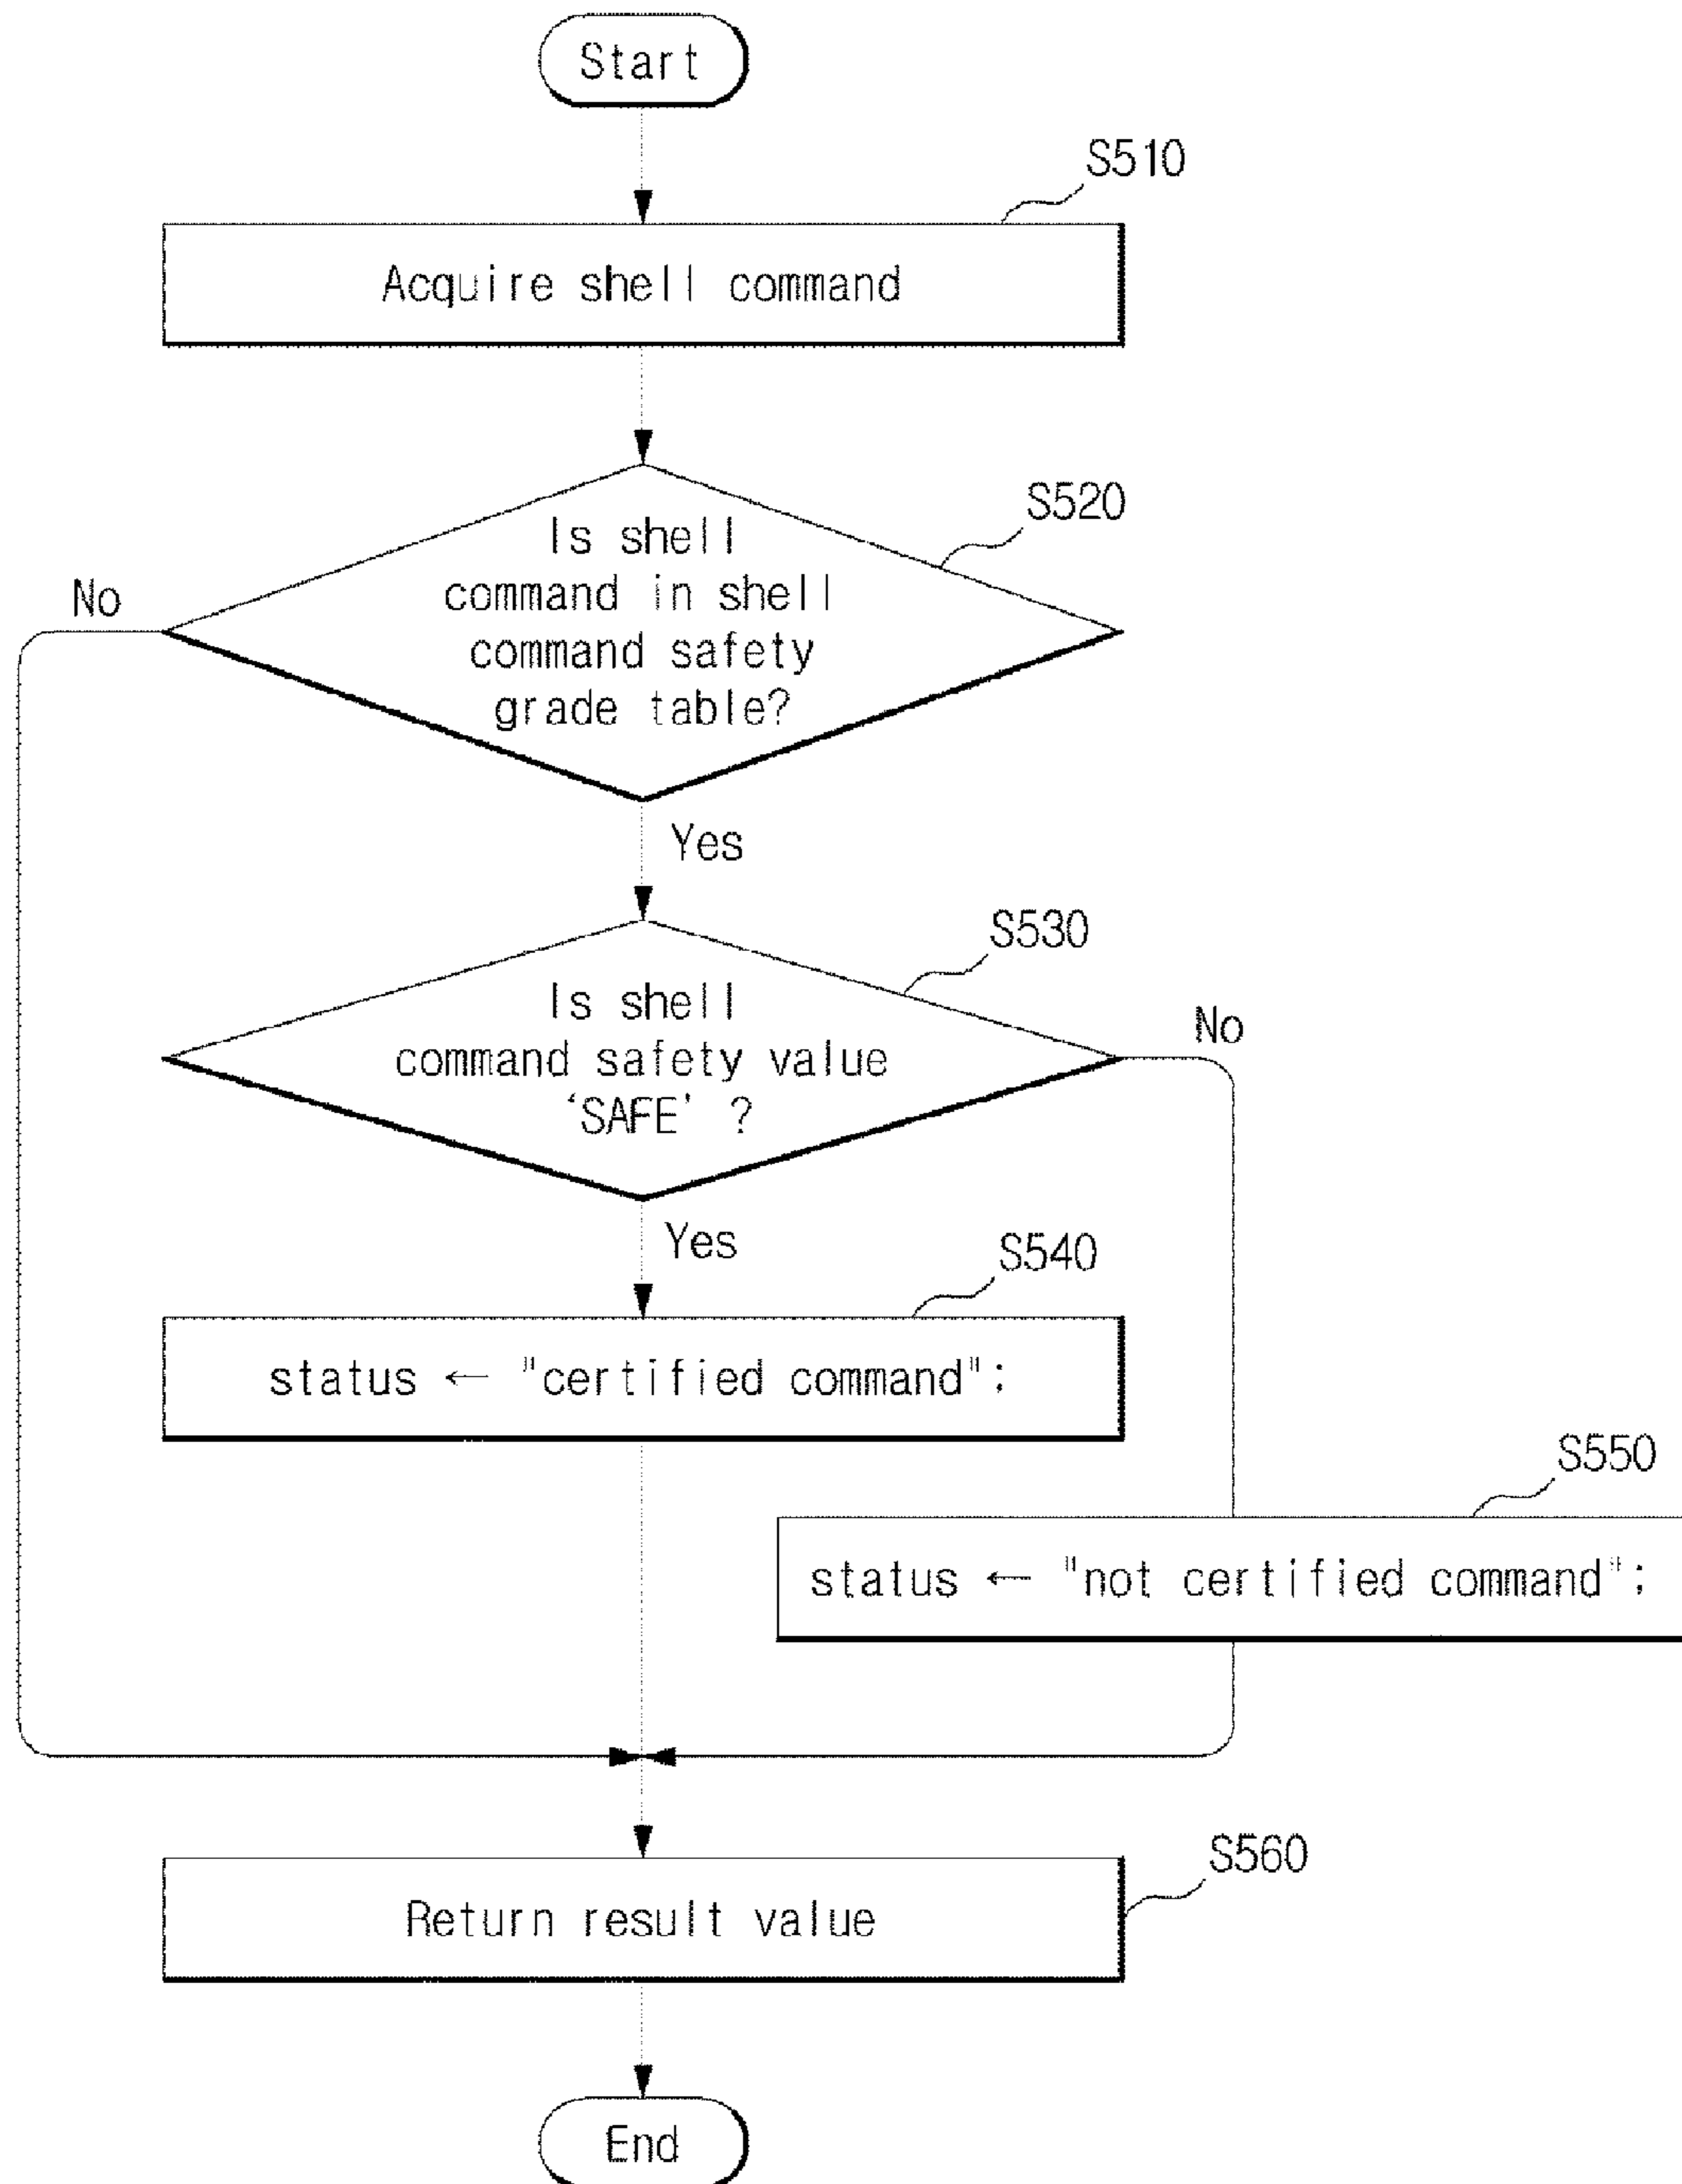 Start
S510
Acquire shell command
S520
Is shell
command in shell
command safety
grade table?
No
Yes
S530
Is shell
command safety value
‘SAFE’ ?
No
Yes
S540
status ← "certified command";
S550
status ← "not certified command";
S560
Return result value
End